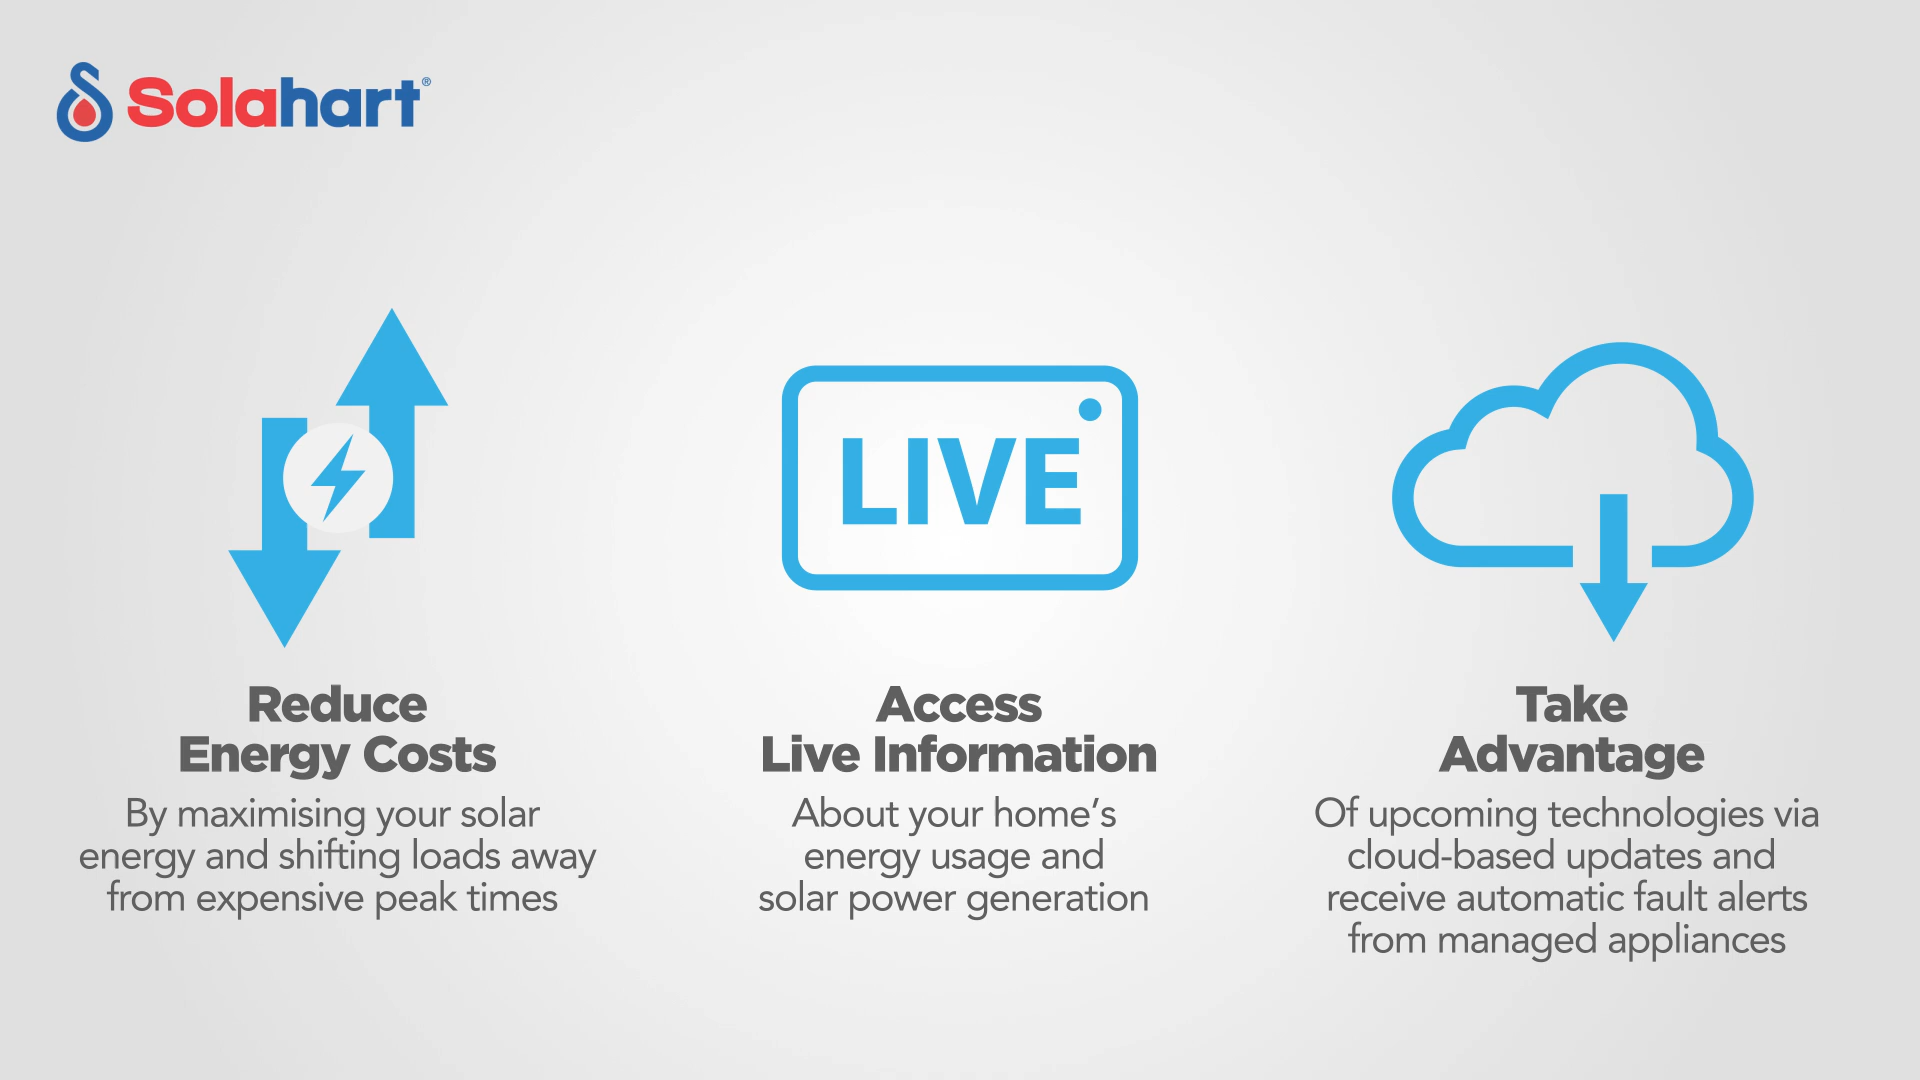 Solahart®
LIVE
Reduce
Energy Costs
By maximising your solar
energy and shifting loads away
from expensive peak times
Access
Live Information
About your home’s
energy usage and
solar power generation
Take
Advantage
Of upcoming technologies via
cloud-based updates and
receive automatic fault alerts
from managed appliances